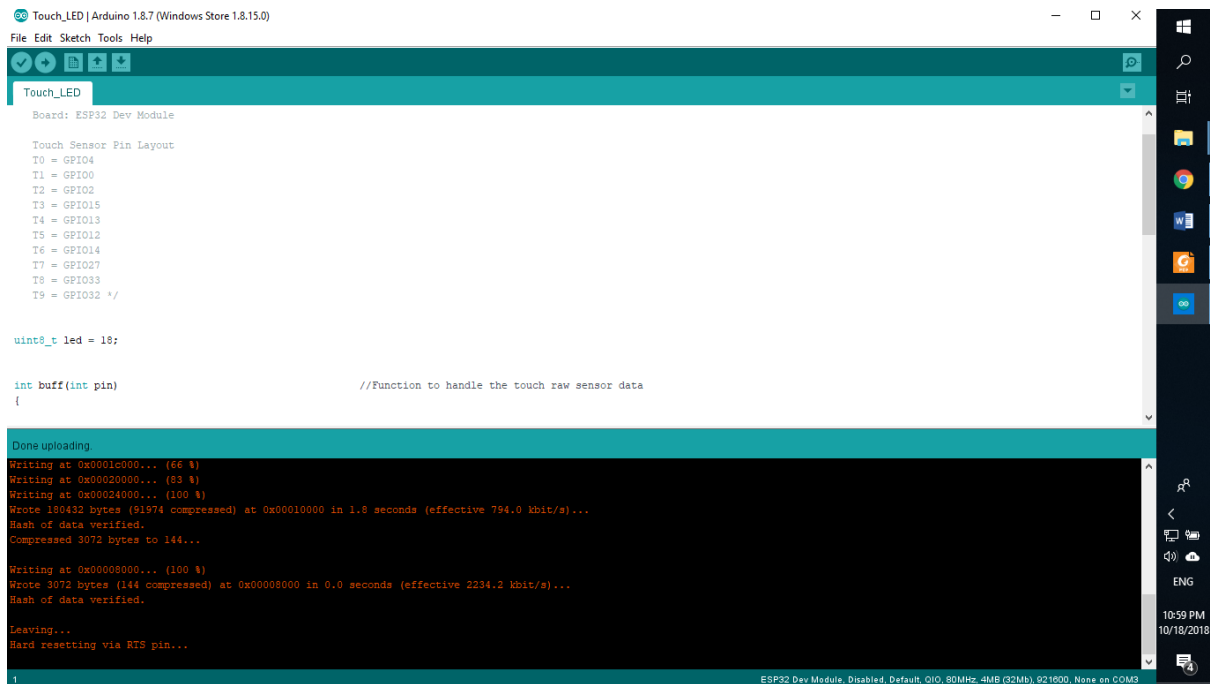 Touch_LED | Arduino 1.8.7 (Windows Store 1.8.15.0)
File Edit Sketch Tools Help
Touch_LED
Board: ESP32 Dev Module
Touch Sensor Pin Layout
T0 = GPIO4
T1 = GPIO0
T2 = GPIO2
T3 = GPIO15
T4 = GPIO13
T5 = GPIO12
T6 = GPIO14
T7 = GPIO27
T8 = GPIO33
T9 = GPIO32 */
uint8_t led = 18;
int buff(int pin) //Function to handle the touch raw sensor data
{
Done uploading.
Writing at 0x0001c000... (66 %)
Writing at 0x00020000... (83 %)
Writing at 0x00024000... (100 %)
Wrote 180432 bytes (91974 compressed) at 0x00010000 in 1.8 seconds (effective 794.0 kbit/s)...
Hash of data verified.
Compressed 3072 bytes to 144...
Writing at 0x00008000... (100 %)
Wrote 3072 bytes (144 compressed) at 0x00008000 in 0.0 seconds (effective 2234.2 kbit/s)...
Hash of data verified.
Leaving...
Hard resetting via RTS pin...
1 ESP32 Dev Module, Disabled, Default, QIO, 80MHz, 4MB (32Mb), 921600, None on COM3
ENG
10:59 PM
10/18/2018
4